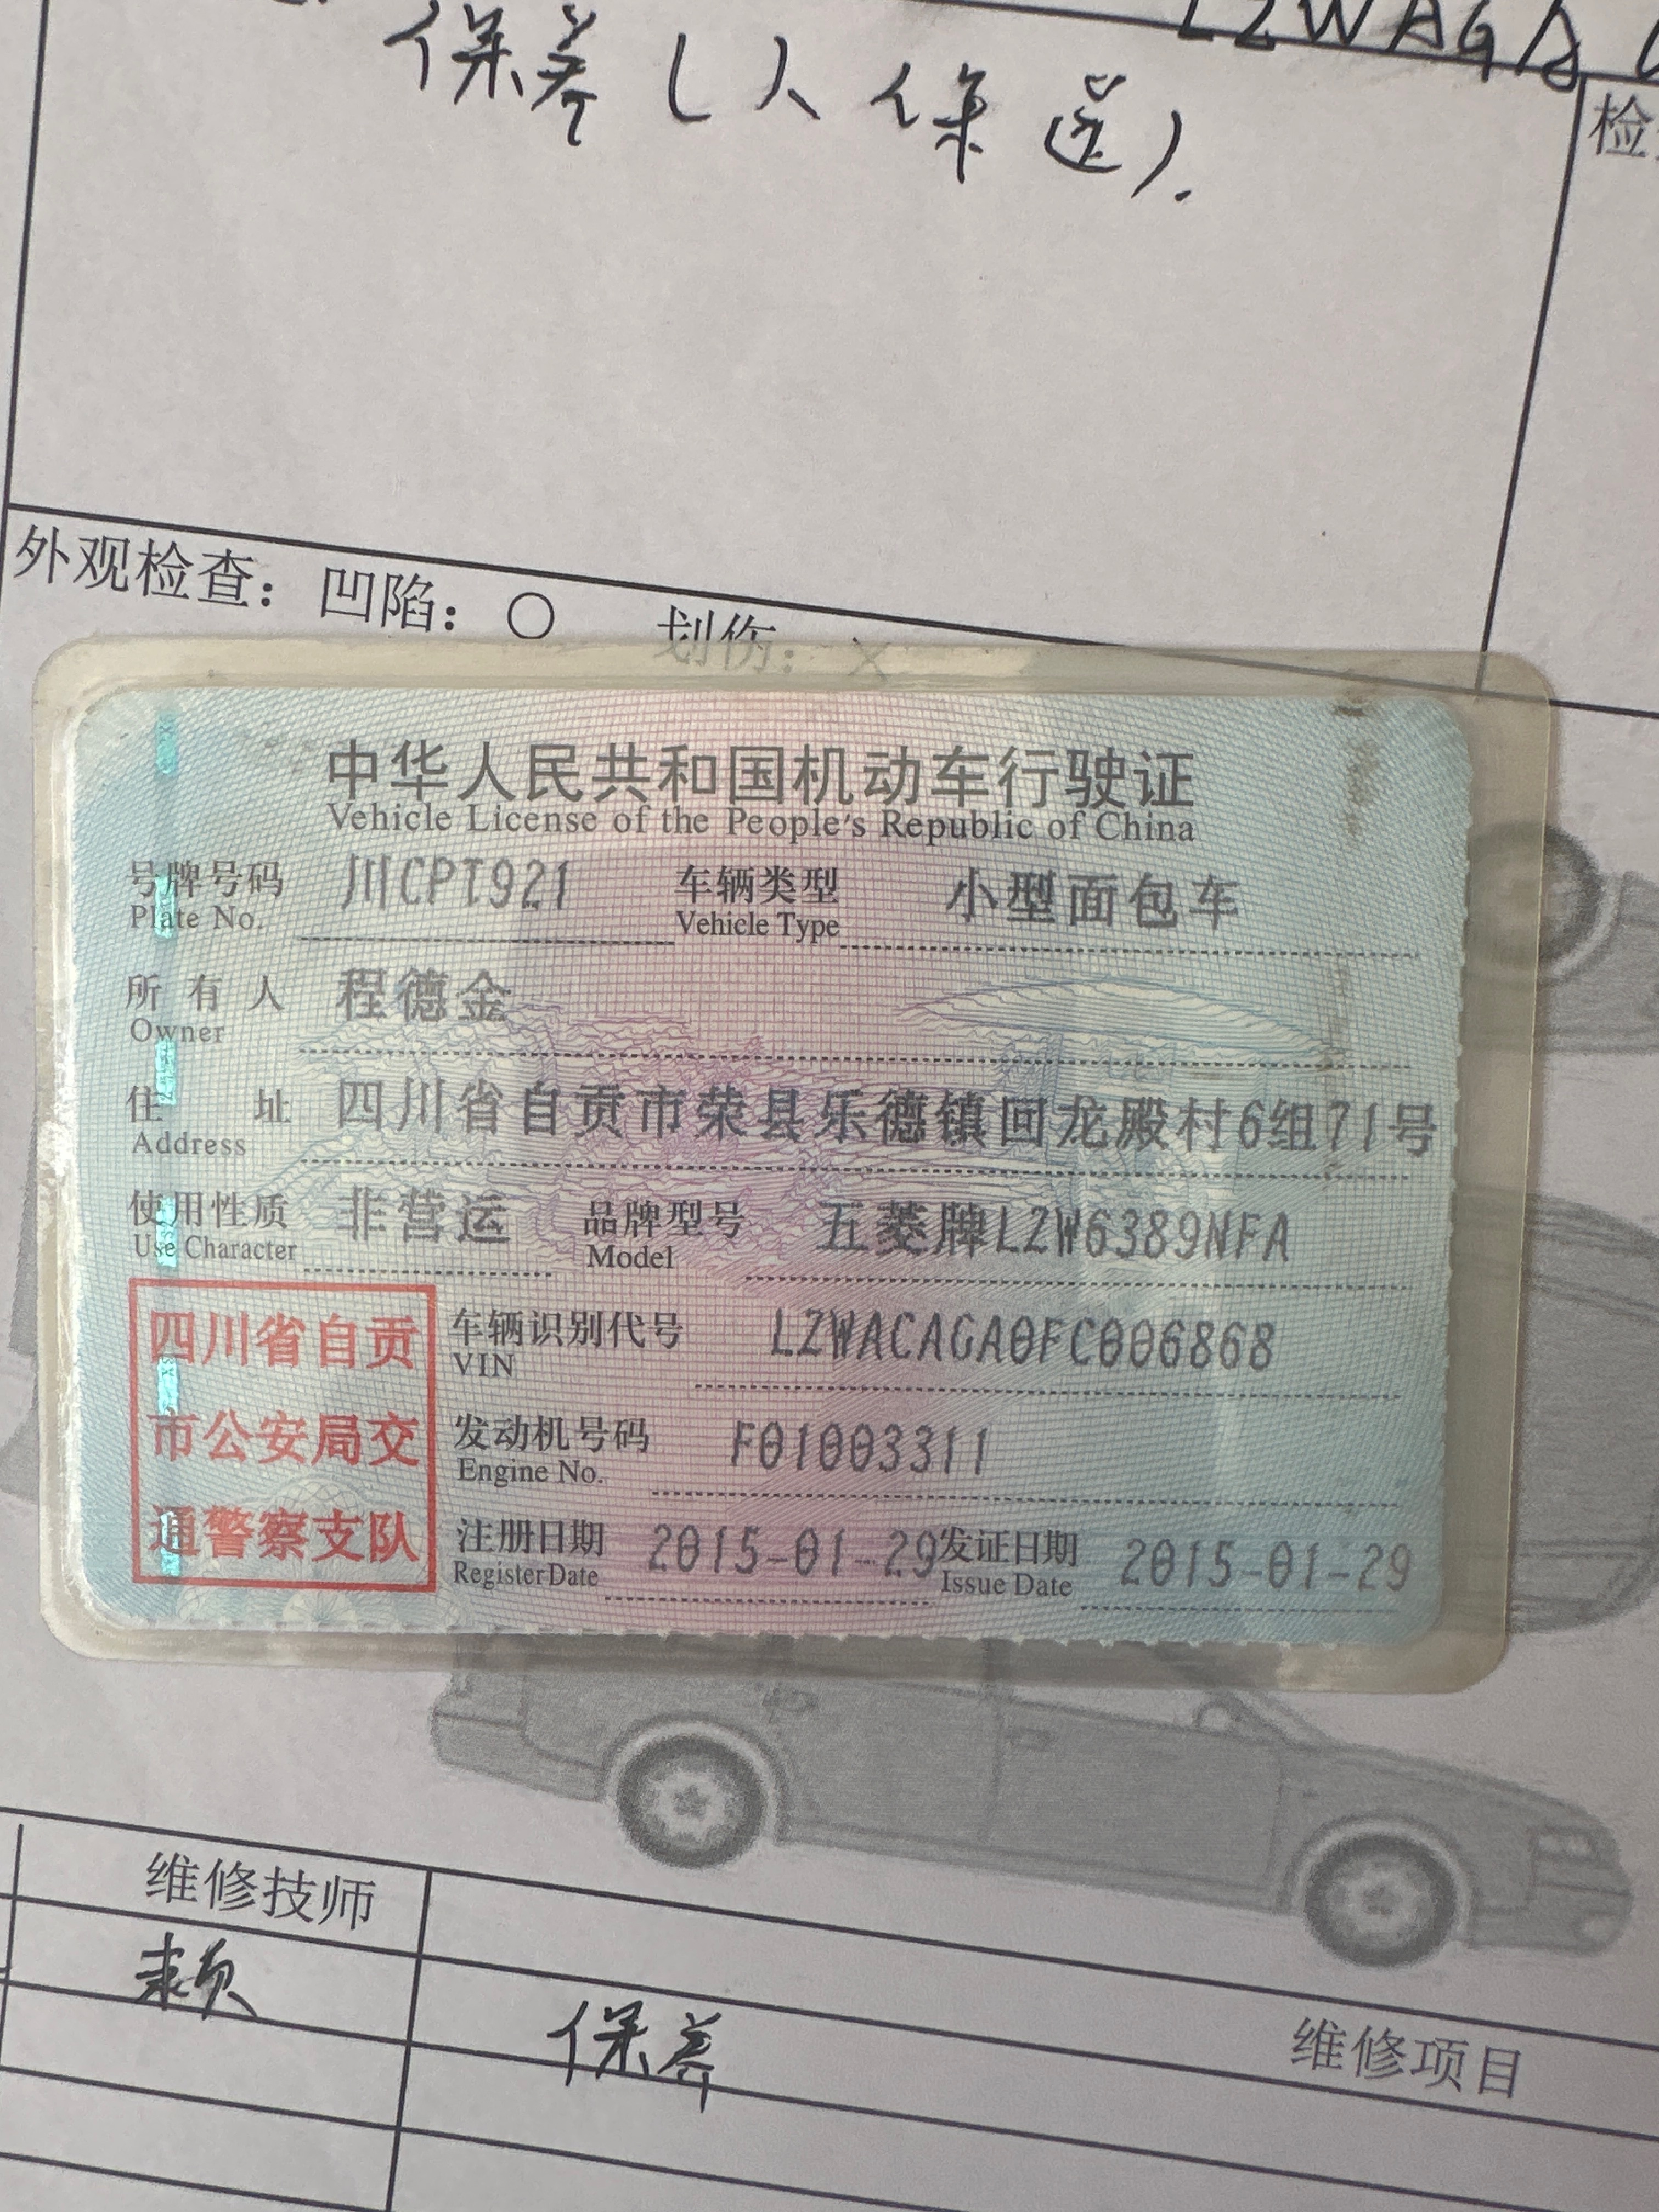 LZWAGA
保养(人保送).
检
外观检查: 凹陷: ○ 划伤: ×
中华人民共和国机动车行驶证
Vehicle License of the People's Republic of China
号牌号码 川CPT921 车辆类型 小型面包车
Plate No. Vehicle Type
所有人 程德金
Owner
住址 四川省自贡市荣县乐德镇回龙殿村6组71号
Address
使用性质 非营运 品牌型号 五菱牌LZW6389NFA
Use Character Model
四川省自贡
市公安局交
通警察支队
车辆识别代号 LZWACAGA0FC006868
VIN
发动机号码 F01003311
Engine No.
注册日期 2015-01-29 发证日期 2015-01-29
Register Date Issue Date
维修技师
维修项目
赖 保养